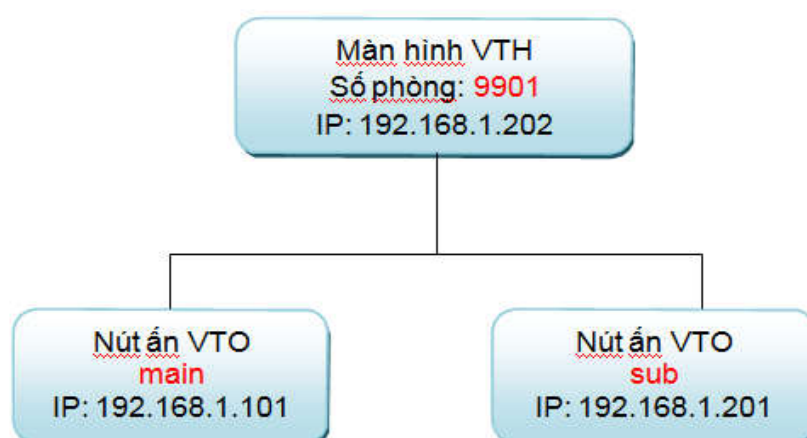 Màn hình VTH
Số phòng: 9901
IP: 192.168.1.202
Nút ấn VTO
main
IP: 192.168.1.101
Nút ấn VTO
sub
IP: 192.168.1.201